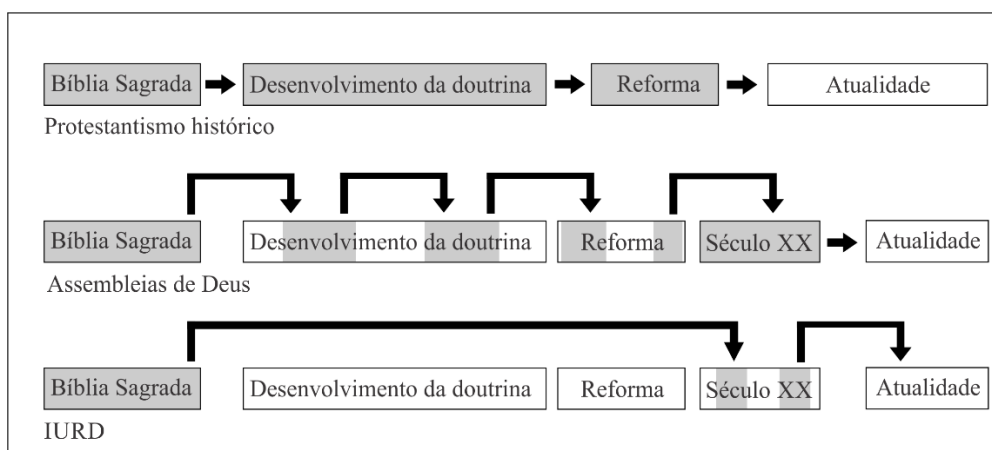 Bíblia Sagrada Desenvolvimento da doutrina Reforma Atualidade
Protestantismo histórico
Bíblia Sagrada Desenvolvimento da doutrina Reforma Século XX Atualidade
Assembleias de Deus
Bíblia Sagrada Desenvolvimento da doutrina Reforma Século XX Atualidade
IURD